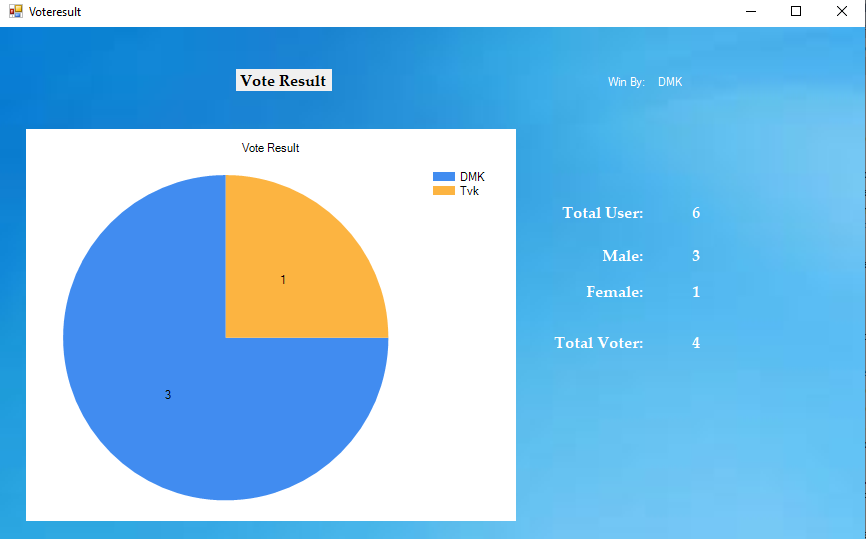 Voteresult
Vote Result
Win By: DMK
Vote Result
DMK
Tvk
1
3
Total User: 6
Male: 3
Female: 1
Total Voter: 4